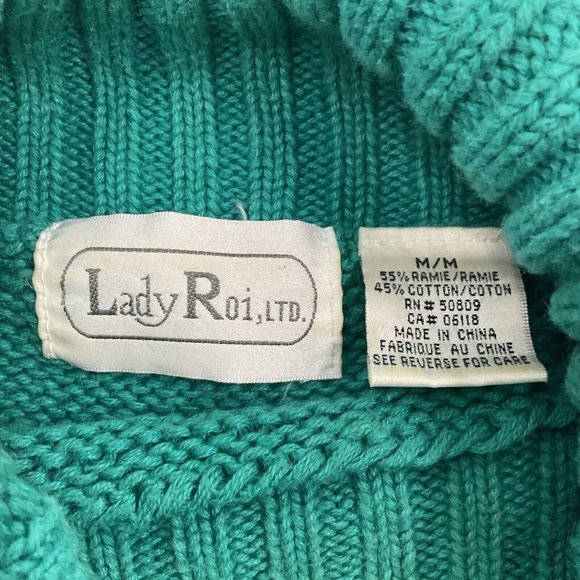 Lady Roi, LTD.
M/M
55% RAMIE/RAMIE
45% COTTON/COTON
RN# 50809
CA# 06118
MADE IN CHINA
FABRIQUE AU CHINE
SEE REVERSE FOR CARE